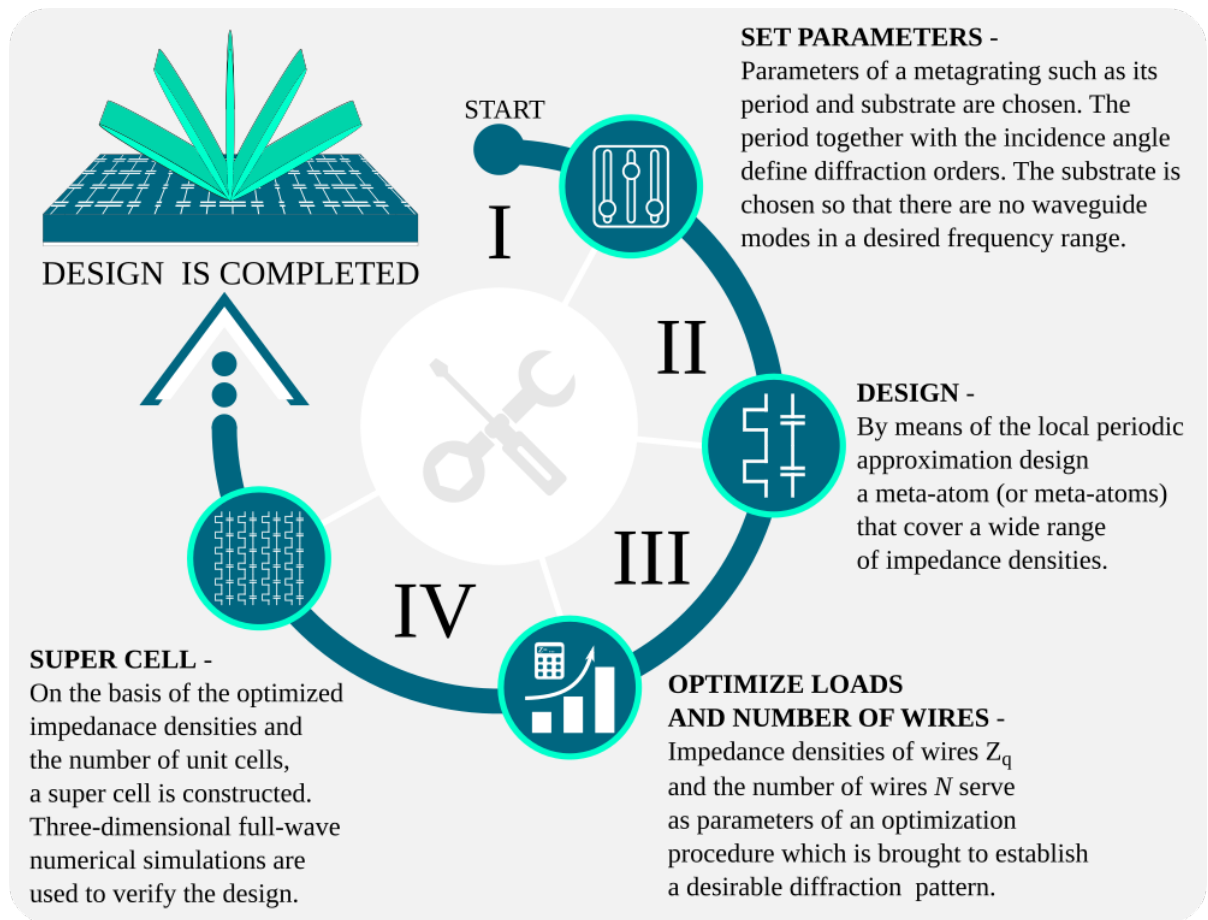 START
I
SET PARAMETERS -
Parameters of a metagrating such as its
period and substrate are chosen. The
period together with the incidence angle
define diffraction orders. The substrate is
chosen so that there are no waveguide
modes in a desired frequency range.
II
DESIGN -
By means of the local periodic
approximation design
a meta-atom (or meta-atoms)
that cover a wide range
of impedance densities.
III
OPTIMIZE LOADS
AND NUMBER OF WIRES -
Impedance densities of wires Zq
and the number of wires N serve
as parameters of an optimization
procedure which is brought to establish
a desirable diffraction pattern.
IV
SUPER CELL -
On the basis of the optimized
impedanace densities and
the number of unit cells,
a super cell is constructed.
Three-dimensional full-wave
numerical simulations are
used to verify the design.
DESIGN IS COMPLETED